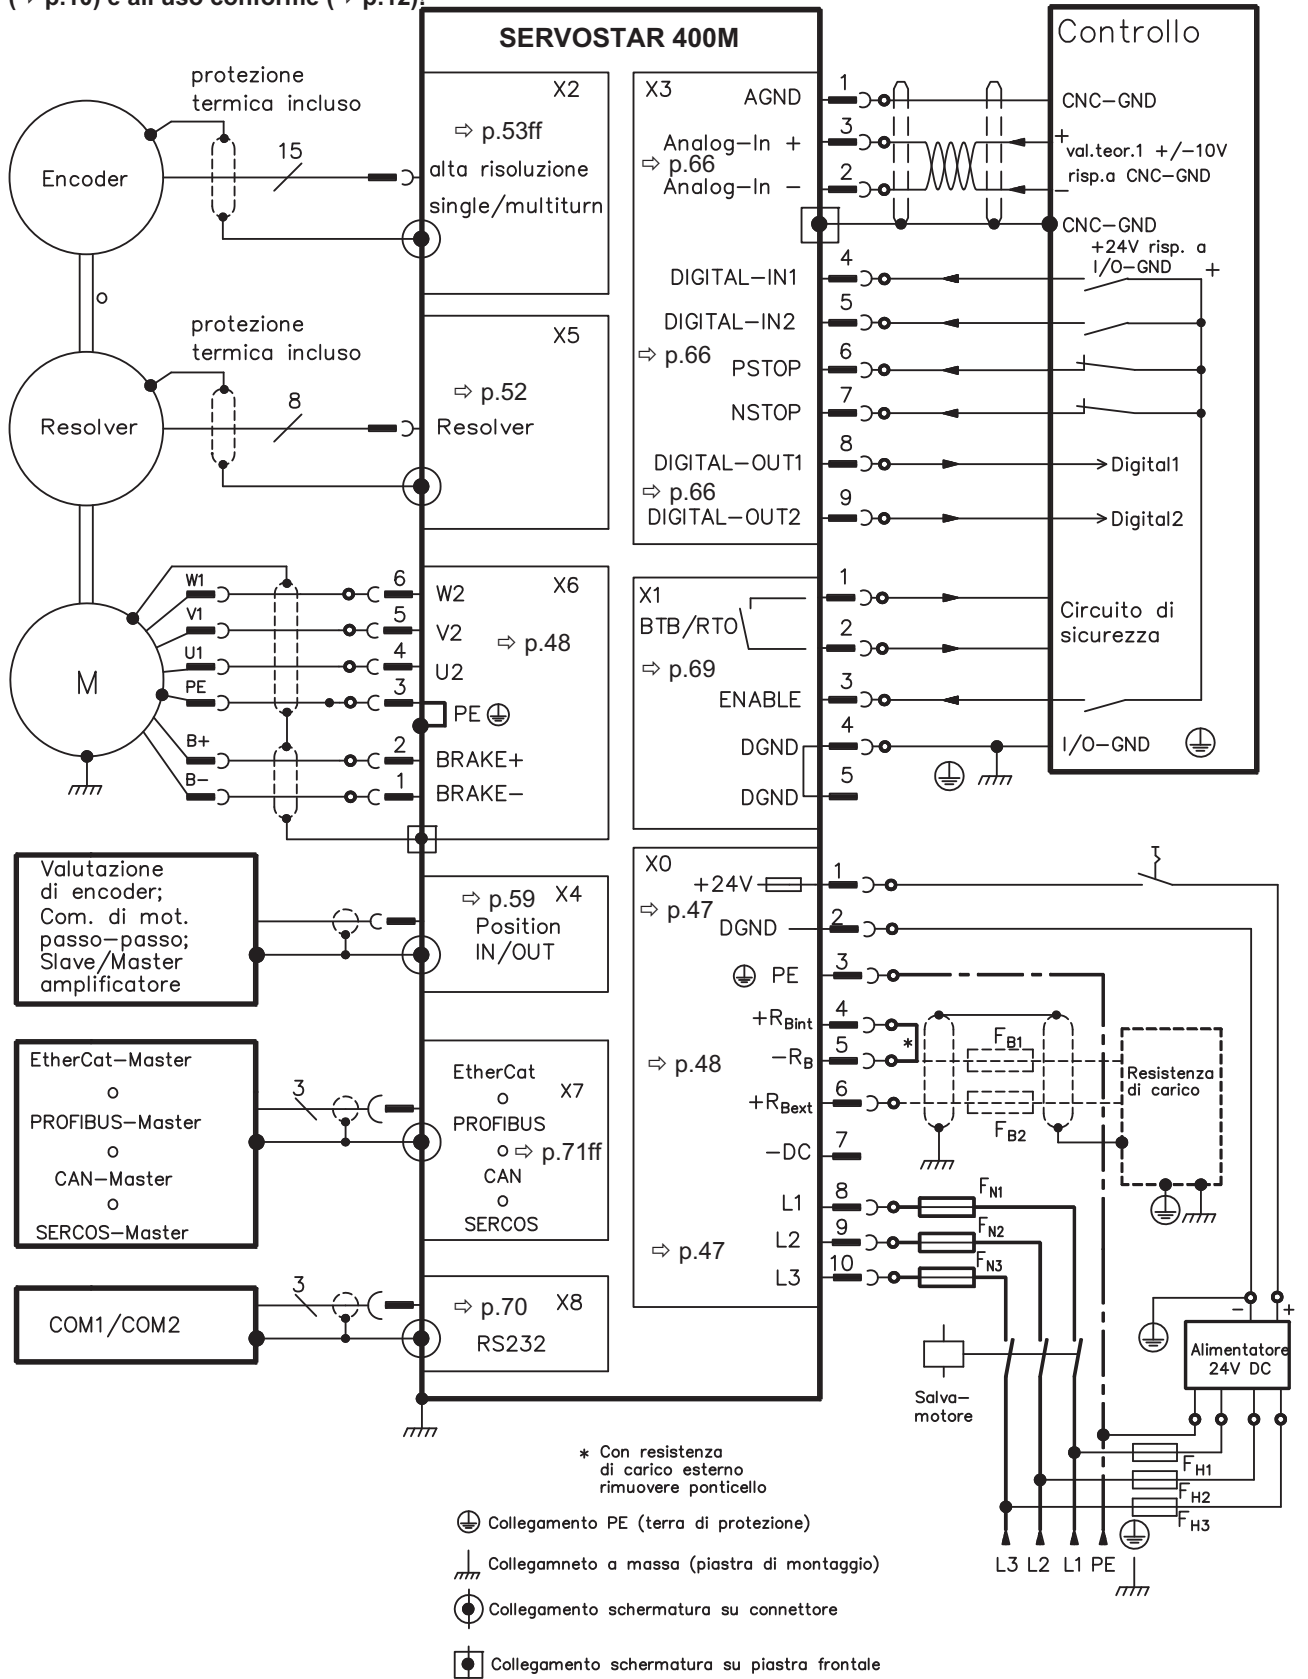 (⇨ p.10) e all'uso conforme (⇨ p.12)!
SERVOSTAR 400M
Controllo
protezione
termica incluso
Encoder
15
X2
⇨ p.53ff
alta risoluzione
single/multiturn
o
protezione
termica incluso
Resolver
8
X5
⇨ p.52
Resolver
M
W1
V1
U1
PE
B+
B−
6
5
4
3
2
1
X6
W2
V2
⇨ p.48
U2
PE
BRAKE+
BRAKE−
Valutazione
di encoder;
Com. di mot.
passo−passo;
Slave/Master
amplificatore
⇨ p.59 X4
Position
IN/OUT
EtherCat−Master
o
PROFIBUS−Master
o
CAN−Master
o
SERCOS−Master
3
EtherCat
o
X7
PROFIBUS
o ⇨ p.71ff
CAN
o
SERCOS
COM1/COM2
3
⇨ p.70 X8
RS232
X3
AGND
1
CNC−GND
Analog−In +
3
+
⇨ p.66
val.teor.1 +/−10V
risp.a CNC−GND
Analog−In −
2
−
CNC−GND
+24V risp. a
I/O−GND
+
DIGITAL−IN1
4
DIGITAL−IN2
5
⇨ p.66
PSTOP
6
NSTOP
7
DIGITAL−OUT1
8
Digital1
⇨ p.66
DIGITAL−OUT2
9
Digital2
X1
BTB/RTO
1
2
Circuito di
sicurezza
⇨ p.69
ENABLE
3
DGND
4
I/O−GND
DGND
5
X0
+24V
1
⇨ p.47
DGND
2
PE
3
+RBint
4
*
−RB
5
FB1
⇨ p.48
Resistenza
di carico
+RBext
6
FB2
−DC
7
L1
8
FN1
L2
9
FN2
⇨ p.47
L3
10
FN3
−
+
Alimentatore
24V DC
Salva−
motore
FH1
FH2
FH3
L3 L2 L1 PE
* Con resistenza
di carico esterno
rimuovere ponticello
Collegamento PE (terra di protezione)
Collegamneto a massa (piastra di montaggio)
Collegamento schermatura su connettore
Collegamento schermatura su piastra frontale